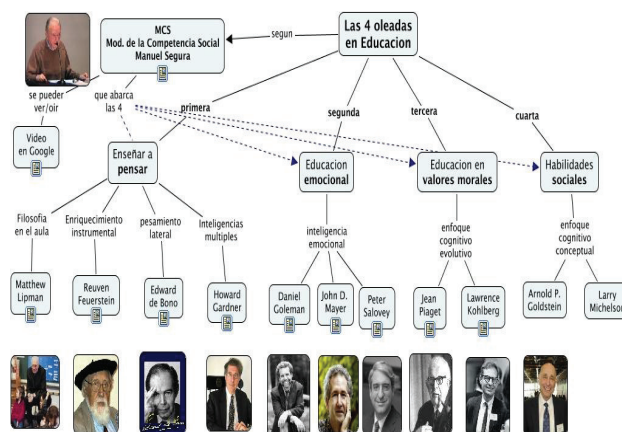 MCS
Mod. de la Competencia Social
Manuel Segura
segun
Las 4 oleadas
en Educacion
se pueder
ver/oir
que abarca
las 4
primera
segunda
tercera
cuarta
Video
en Google
Enseñar a
pensar
Educacion
emocional
Educacion en
valores morales
Habilidades
sociales
Filosofia
en el aula
Enriquecimiento
instrumental
pesamiento
lateral
Inteligencias
multiples
inteligencia
emocional
enfoque
cognitivo
evolutivo
enfoque
cognitivo
conceptual
Matthew
Lipman
Reuven
Feuerstein
Edward
de Bono
Howard
Gardner
Daniel
Goleman
John D.
Mayer
Peter
Salovey
Jean
Piaget
Lawrence
Kohlberg
Arnold P.
Goldstein
Larry
Michelson